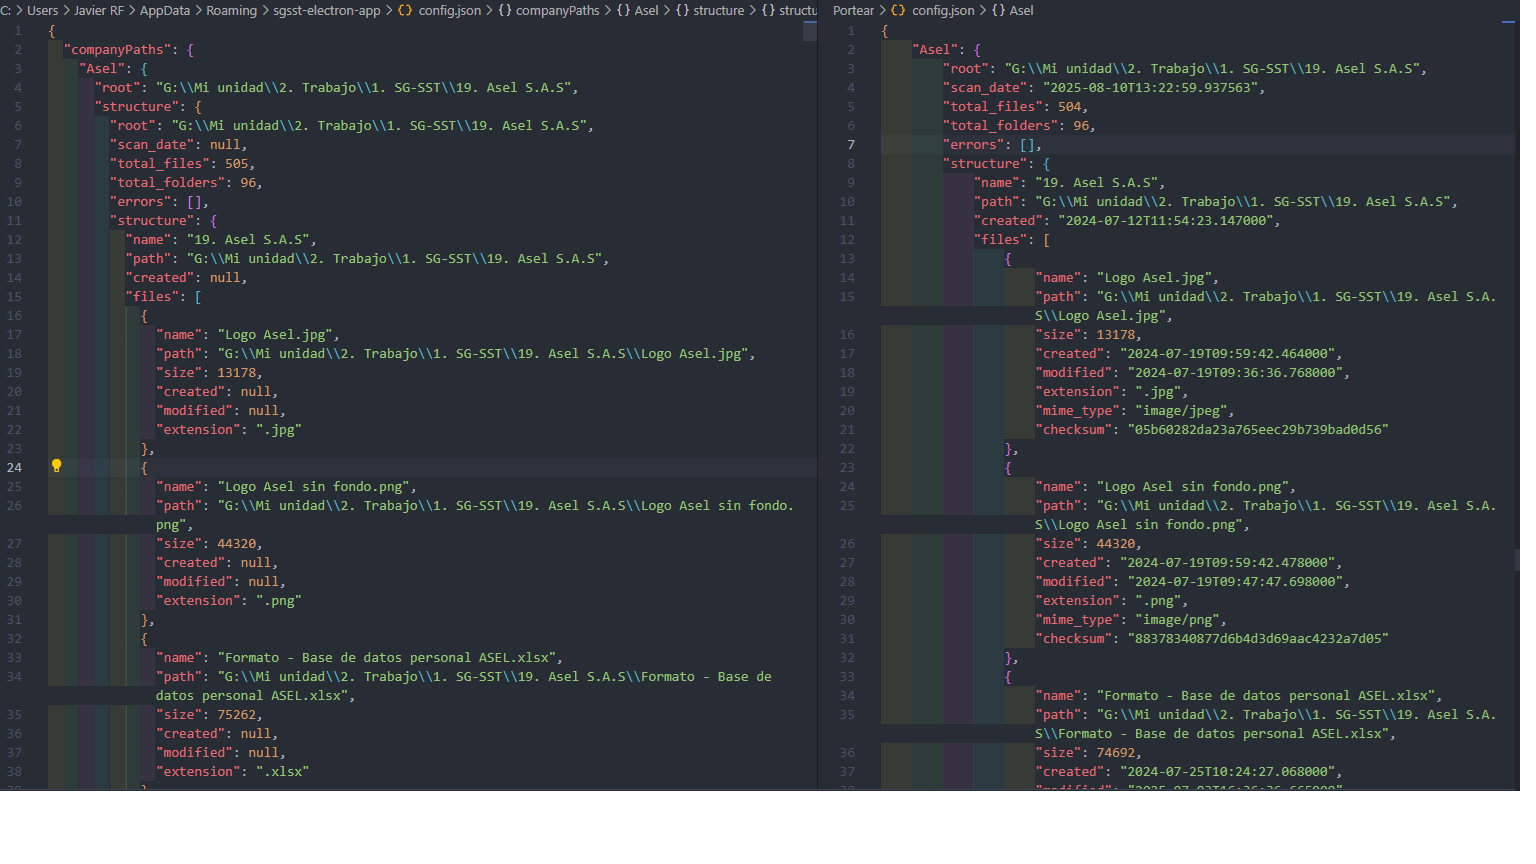 C: > Users > Javier RF > AppData > Roaming > sgsst-electron-app > {} config.json > {} companyPaths > {} Asel > {} structure > {} structu
1 {
2 "companyPaths": {
3 "Asel": {
4 "root": "G:\\Mi unidad\\2. Trabajo\\1. SG-SST\\19. Asel S.A.S",
5 "structure": {
6 "root": "G:\\Mi unidad\\2. Trabajo\\1. SG-SST\\19. Asel S.A.S",
7 "scan_date": null,
8 "total_files": 505,
9 "total_folders": 96,
10 "errors": [],
11 "structure": {
12 "name": "19. Asel S.A.S",
13 "path": "G:\\Mi unidad\\2. Trabajo\\1. SG-SST\\19. Asel S.A.S",
14 "created": null,
15 "files": [
16 {
17 "name": "Logo Asel.jpg",
18 "path": "G:\\Mi unidad\\2. Trabajo\\1. SG-SST\\19. Asel S.A.S\\Logo Asel.jpg",
19 "size": 13178,
20 "created": null,
21 "modified": null,
22 "extension": ".jpg"
23 },
24 {
25 "name": "Logo Asel sin fondo.png",
26 "path": "G:\\Mi unidad\\2. Trabajo\\1. SG-SST\\19. Asel S.A.S\\Logo Asel sin fondo.
png",
27 "size": 44320,
28 "created": null,
29 "modified": null,
30 "extension": ".png"
31 },
32 {
33 "name": "Formato - Base de datos personal ASEL.xlsx",
34 "path": "G:\\Mi unidad\\2. Trabajo\\1. SG-SST\\19. Asel S.A.S\\Formato - Base de
datos personal ASEL.xlsx",
35 "size": 75262,
36 "created": null,
37 "modified": null,
38 "extension": ".xlsx"
Portear > {} config.json > {} Asel
1 {
2 "Asel": {
3 "root": "G:\\Mi unidad\\2. Trabajo\\1. SG-SST\\19. Asel S.A.S",
4 "scan_date": "2025-08-10T13:22:59.937563",
5 "total_files": 504,
6 "total_folders": 96,
7 "errors": [],
8 "structure": {
9 "name": "19. Asel S.A.S",
10 "path": "G:\\Mi unidad\\2. Trabajo\\1. SG-SST\\19. Asel S.A.S",
11 "created": "2024-07-12T11:54:23.147000",
12 "files": [
13 {
14 "name": "Logo Asel.jpg",
15 "path": "G:\\Mi unidad\\2. Trabajo\\1. SG-SST\\19. Asel S.A.
S\\Logo Asel.jpg",
16 "size": 13178,
17 "created": "2024-07-19T09:59:42.464000",
18 "modified": "2024-07-19T09:36:36.768000",
19 "extension": ".jpg",
20 "mime_type": "image/jpeg",
21 "checksum": "05b60282da23a765eec29b739bad0d56"
22 },
23 {
24 "name": "Logo Asel sin fondo.png",
25 "path": "G:\\Mi unidad\\2. Trabajo\\1. SG-SST\\19. Asel S.A.
S\\Logo Asel sin fondo.png",
26 "size": 44320,
27 "created": "2024-07-19T09:59:42.478000",
28 "modified": "2024-07-19T09:47:47.698000",
29 "extension": ".png",
30 "mime_type": "image/png",
31 "checksum": "88378340877d6b4d3d69aac4232a7d05"
32 },
33 {
34 "name": "Formato - Base de datos personal ASEL.xlsx",
35 "path": "G:\\Mi unidad\\2. Trabajo\\1. SG-SST\\19. Asel S.A.
S\\Formato - Base de datos personal ASEL.xlsx",
36 "size": 74692,
37 "created": "2024-07-25T10:24:27.068000",